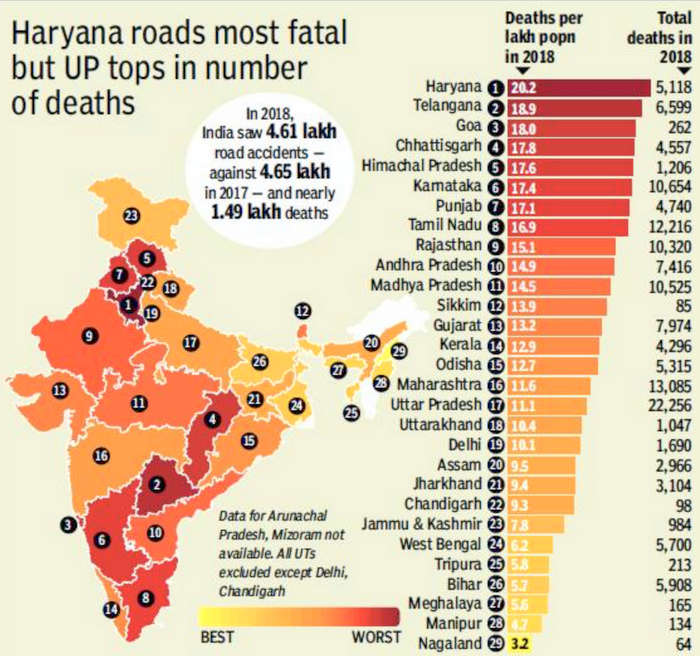 Haryana roads most fatal
but UP tops in number
of deaths
In 2018,
India saw 4.61 lakh
road accidents —
against 4.65 lakh
in 2017 — and nearly
1.49 lakh deaths
Deaths per
lakh popn
in 2018
Total
deaths in
2018
Haryana 1 20.2 5,118
Telangana 2 18.9 6,599
Goa 3 18.0 262
Chhattisgarh 4 17.8 4,557
Himachal Pradesh 5 17.6 1,206
Karnataka 6 17.4 10,654
Punjab 7 17.1 4,740
Tamil Nadu 8 16.9 12,216
Rajasthan 9 15.1 10,320
Andhra Pradesh 10 14.9 7,416
Madhya Pradesh 11 14.5 10,525
Sikkim 12 13.9 85
Gujarat 13 13.2 7,974
Kerala 14 12.9 4,296
Odisha 15 12.7 5,315
Maharashtra 16 11.6 13,085
Uttar Pradesh 17 11.1 22,256
Uttarakhand 18 10.4 1,047
Delhi 19 10.1 1,690
Assam 20 9.5 2,966
Jharkhand 21 9.4 3,104
Chandigarh 22 9.3 98
Jammu & Kashmir 23 7.8 984
West Bengal 24 6.2 5,700
Tripura 25 5.8 213
Bihar 26 5.7 5,908
Meghalaya 27 5.6 165
Manipur 28 4.7 134
Nagaland 29 3.2 64
23
5
7
22
18
1
19
12
9
17
20
29
26
27
28
13
11
21
24
4
25
15
16
2
3
6
10
14
8
Data for Arunachal
Pradesh, Mizoram not
available. All UTs
excluded except Delhi,
Chandigarh
BEST WORST